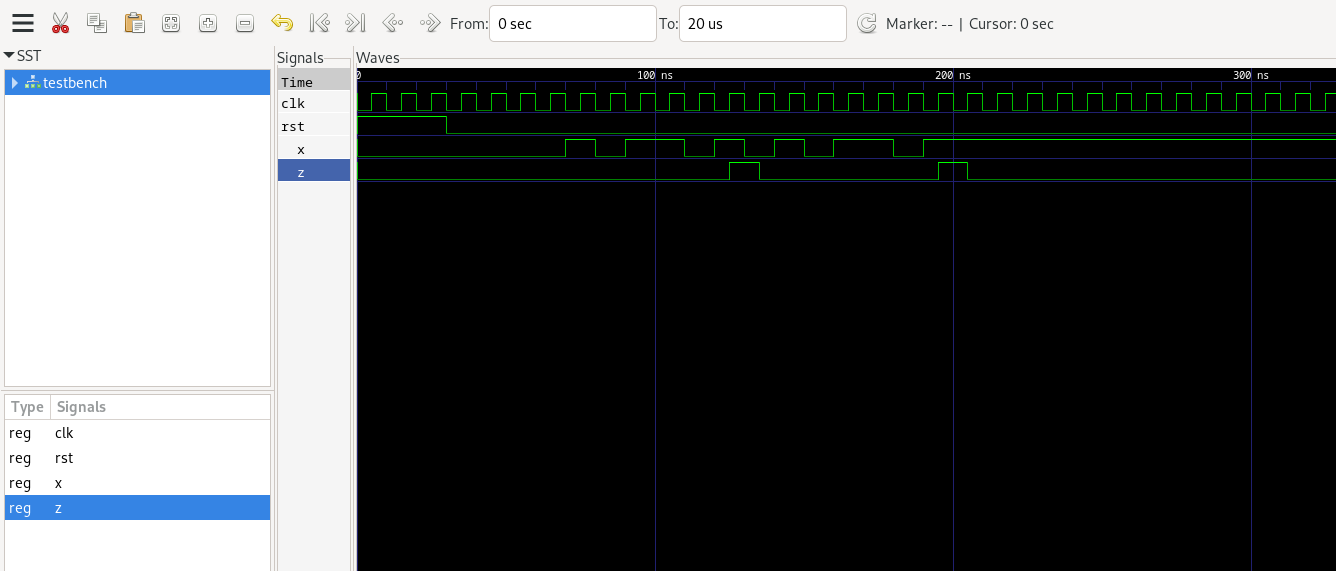 From: 0 sec To: 20 us Marker: -- | Cursor: 0 sec
SST
testbench
Type Signals
reg clk
reg rst
reg x
reg z
Signals
Time
clk
rst
x
z
Waves
0 100 ns 200 ns 300 ns